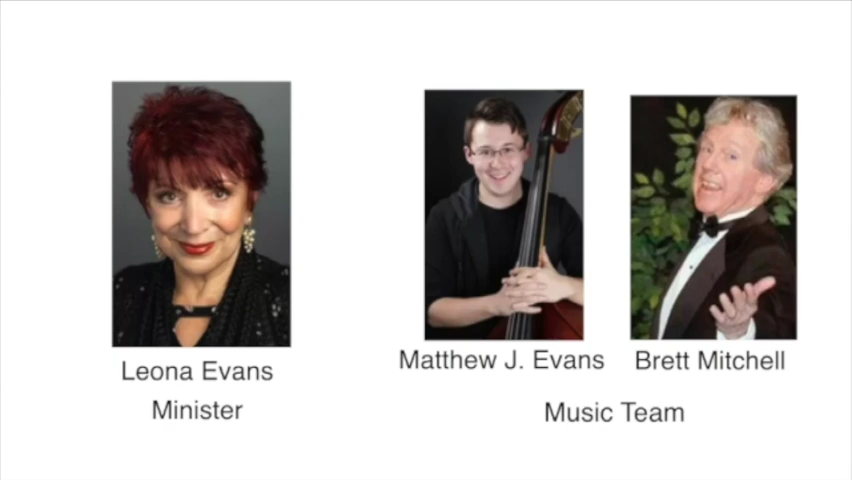 Leona Evans
Minister
Matthew J. Evans
Brett Mitchell
Music Team